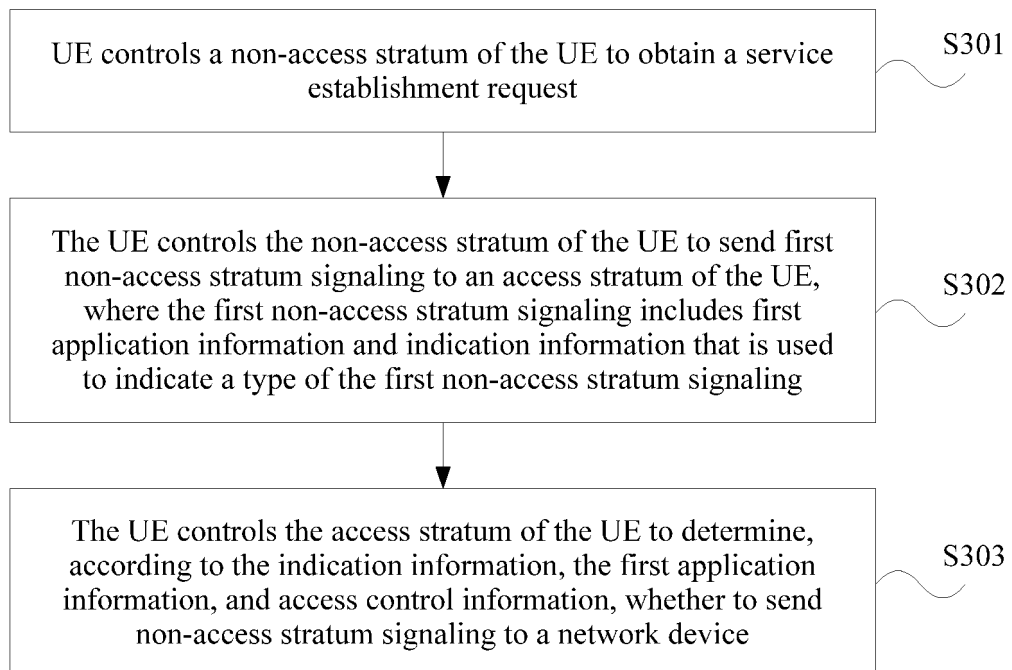 UE controls a non-access stratum of the UE to obtain a service
establishment request
S301
The UE controls the non-access stratum of the UE to send first
non-access stratum signaling to an access stratum of the UE,
where the first non-access stratum signaling includes first
application information and indication information that is used
to indicate a type of the first non-access stratum signaling
S302
The UE controls the access stratum of the UE to determine,
according to the indication information, the first application
information, and access control information, whether to send
non-access stratum signaling to a network device
S303